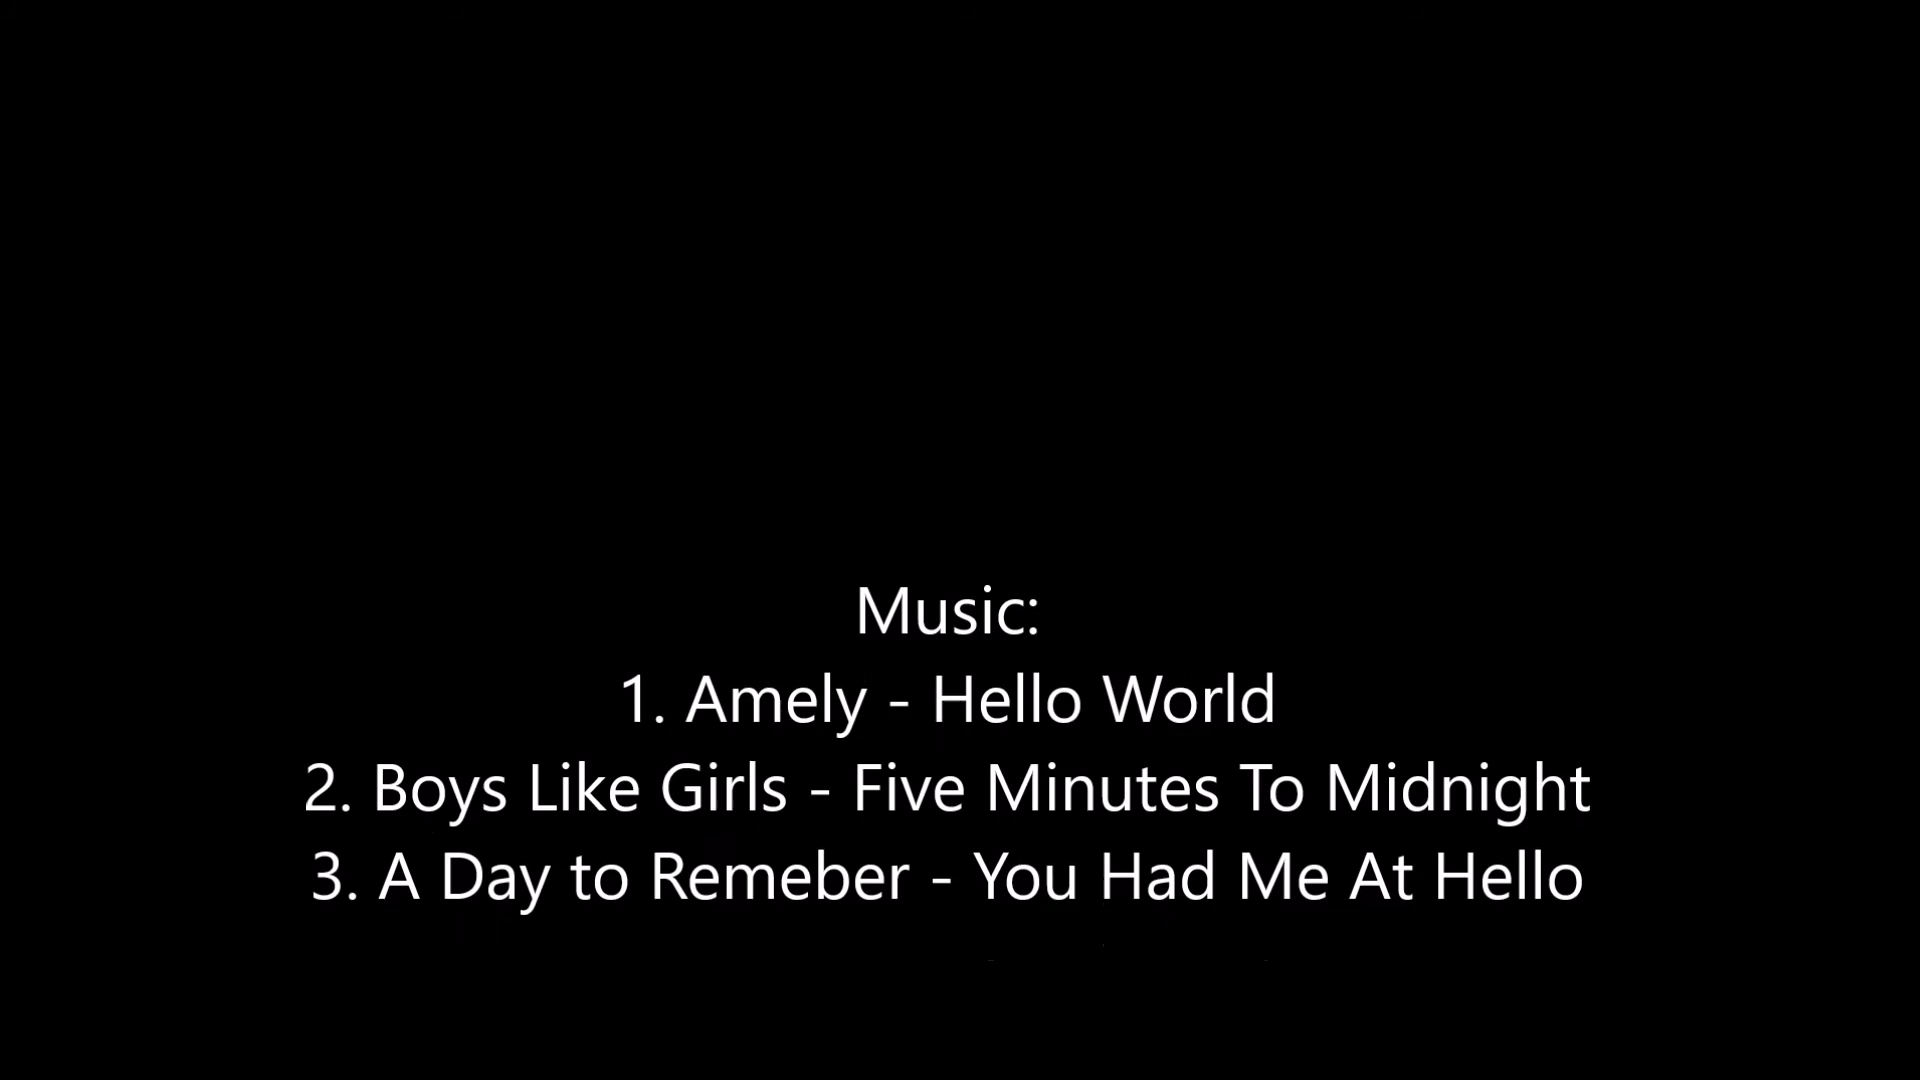 Music:
1. Amely - Hello World
2. Boys Like Girls - Five Minutes To Midnight
3. A Day to Remeber - You Had Me At Hello